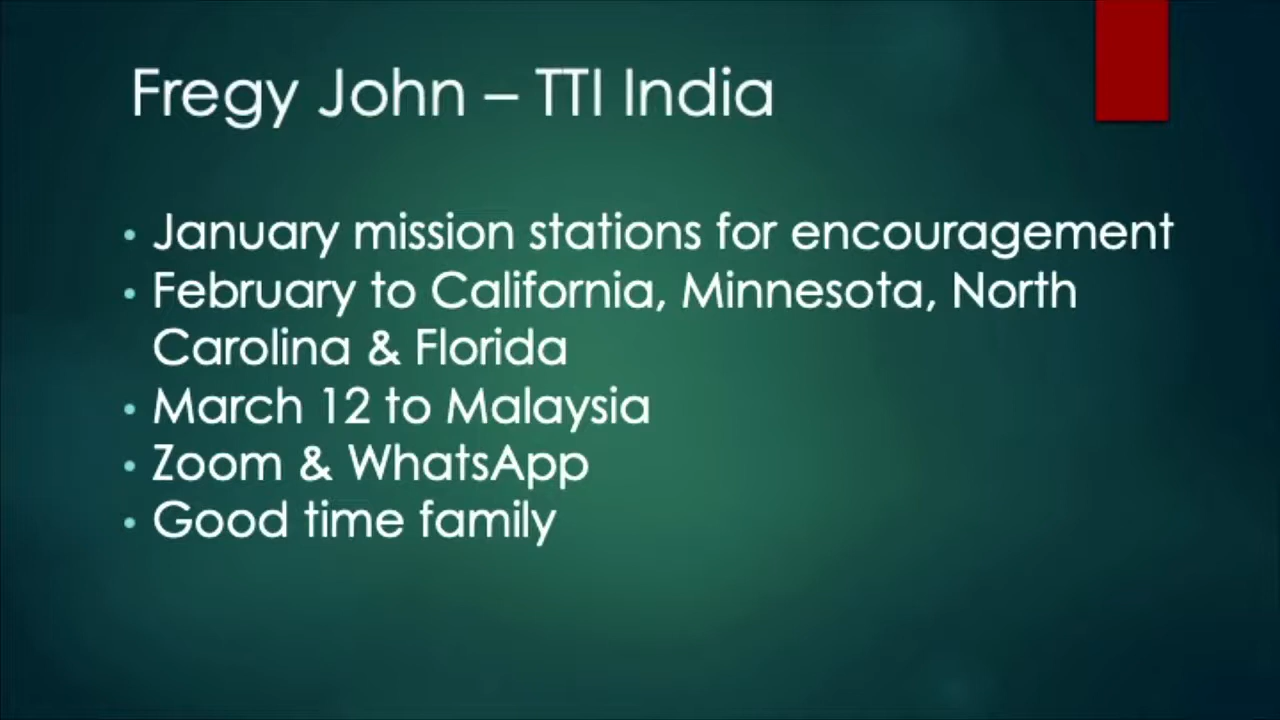 Fregy John – TTI India
• January mission stations for encouragement
• February to California, Minnesota, North
Carolina & Florida
• March 12 to Malaysia
• Zoom & WhatsApp
• Good time family